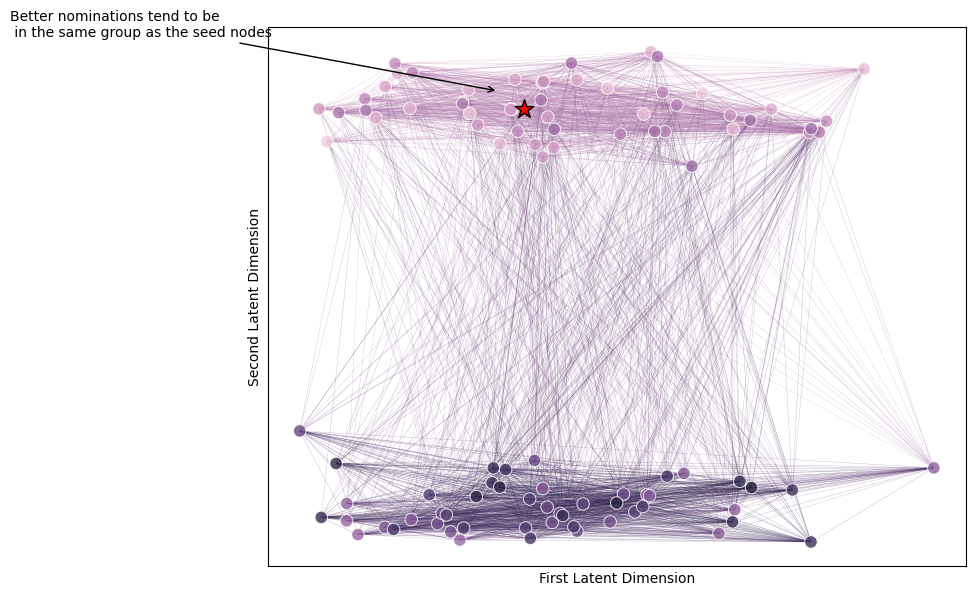 Better nominations tend to be
in the same group as the seed nodes
Second Latent Dimension
First Latent Dimension